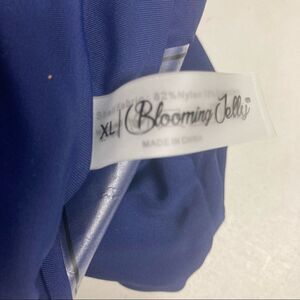 82% Nylon
XL | Blooming Jelly
MADE IN CHINA